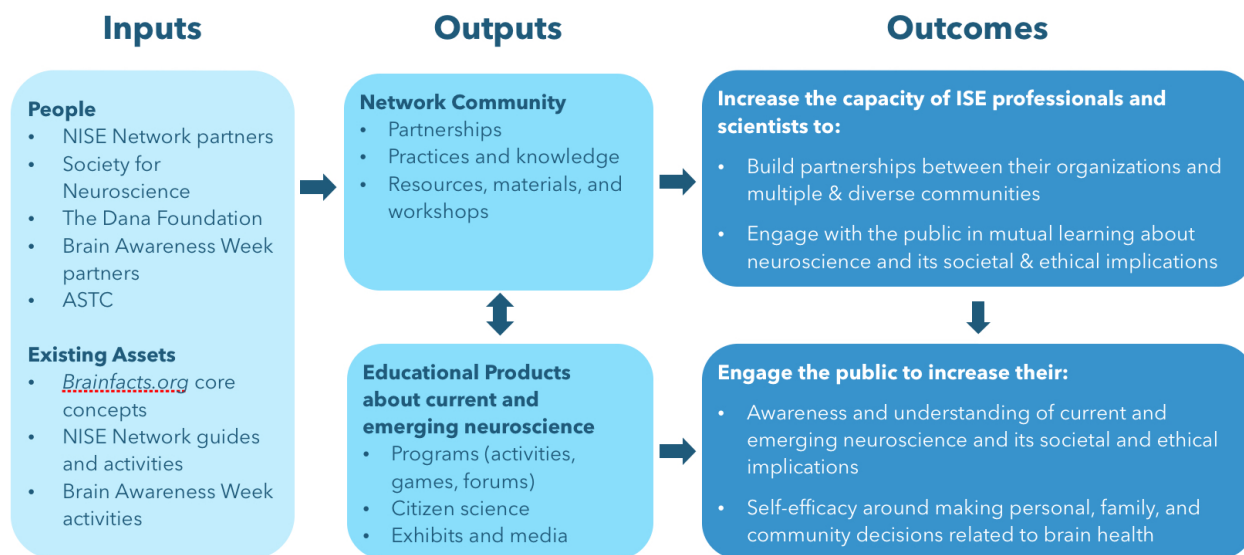 Inputs
Outputs
Outcomes
People
• NISE Network partners
• Society for
Neuroscience
• The Dana Foundation
• Brain Awareness Week
partners
• ASTC
Existing Assets
• Brainfacts.org core
concepts
• NISE Network guides
and activities
• Brain Awareness Week
activities
Network Community
• Partnerships
• Practices and knowledge
• Resources, materials, and
workshops
Educational Products
about current and
emerging neuroscience
• Programs (activities,
games, forums)
• Citizen science
• Exhibits and media
Increase the capacity of ISE professionals and
scientists to:
• Build partnerships between their organizations and
multiple & diverse communities
• Engage with the public in mutual learning about
neuroscience and its societal & ethical implications
Engage the public to increase their:
• Awareness and understanding of current and
emerging neuroscience and its societal and ethical
implications
• Self-efficacy around making personal, family, and
community decisions related to brain health